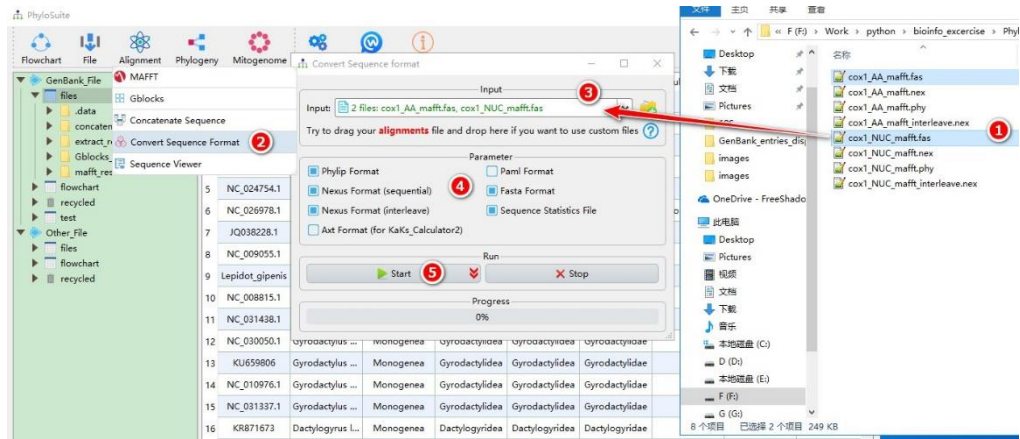 PhyloSuite
Flowchart File Alignment Phylogeny Mitogenome
GenBank_File
files
.data
extract_r
Gblocks_
mafft_res
flowchart
recycled
test
Other_File
files
flowchart
recycled
MAFFT
Gblocks
Concatenate Sequence
Convert Sequence Format 2
Sequence Viewer
5 NC_024754.1
6 NC_026978.1
7 JQ038228.1
8 NC_009055.1
9 Lepidot_gipenis
10 NC_008815.1
11 NC_031438.1
12 NC_030050.1 Gyrodactylus ... Monogenea Gyrodactylidae Gyrodactylidae
13 KU659806 Gyrodactylus ... Monogenea Gyrodactylidae Gyrodactylidae
14 NC_010976.1 Gyrodactylus ... Monogenea Gyrodactylidae Gyrodactylidae
15 NC_031337.1 Gyrodactylus ... Monogenea Gyrodactylidae Gyrodactylidae
16 KR871673 Dactylogyrus l... Monogenea Dactylogyridae Dactylogyridae
Convert Sequence format
Input
3
Input: 2 files: cox1_AA_mafft.fas, cox1_NUC_mafft.fas
Try to drag your alignments file and drop here if you want to use custom files ?
Parameter
Phylip Format Paml Format
Nexus Format (sequential) 4 Fasta Format
Nexus Format (interleave) Sequence Statistics File
Axt Format (for KaKs_Calculator2)
Run
Start 5 Stop
Progress
0%
文件 主页 共享 查看
« F (F:) › Work › python › bioinfo_excercise › Phyl
Desktop
下载
文档
Pictures
GenBank_entries_dis
images
images
OneDrive - FreeShado
此电脑
Desktop
Pictures
视频
文档
下载
音乐
本地磁盘 (C:)
D (D:)
本地磁盘 (E:)
F (F:)
G (G:)
名称
cox1_AA_mafft.fas
cox1_AA_mafft.nex
cox1_AA_mafft.phy
cox1_AA_mafft_interleave.nex
cox1_NUC_mafft.fas 1
cox1_NUC_mafft.nex
cox1_NUC_mafft.phy
cox1_NUC_mafft_interleave.nex
8 个项目 已选择 2 个项目 249 KB